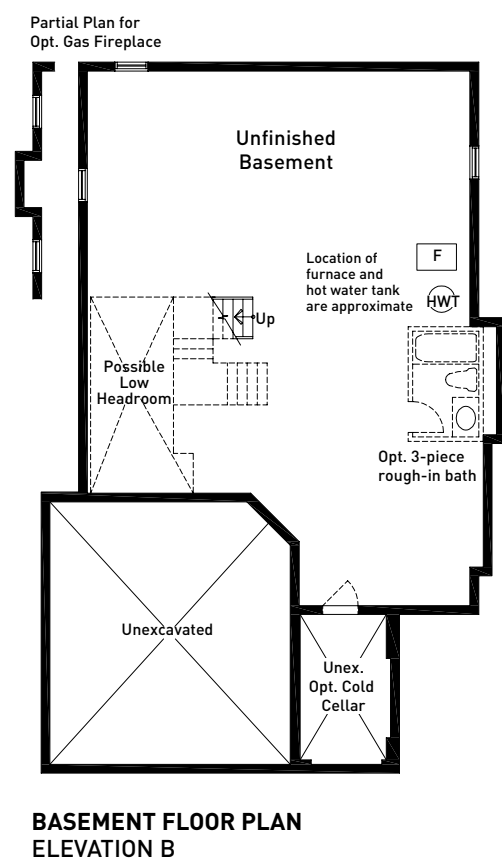 Partial Plan for
Opt. Gas Fireplace
Unfinished
Basement
Location of
furnace and
hot water tank
are approximate
F
HWT
Up
Possible
Low
Headroom
Opt. 3-piece
rough-in bath
Unexcavated
Unex.
Opt. Cold
Cellar
BASEMENT FLOOR PLAN
ELEVATION B